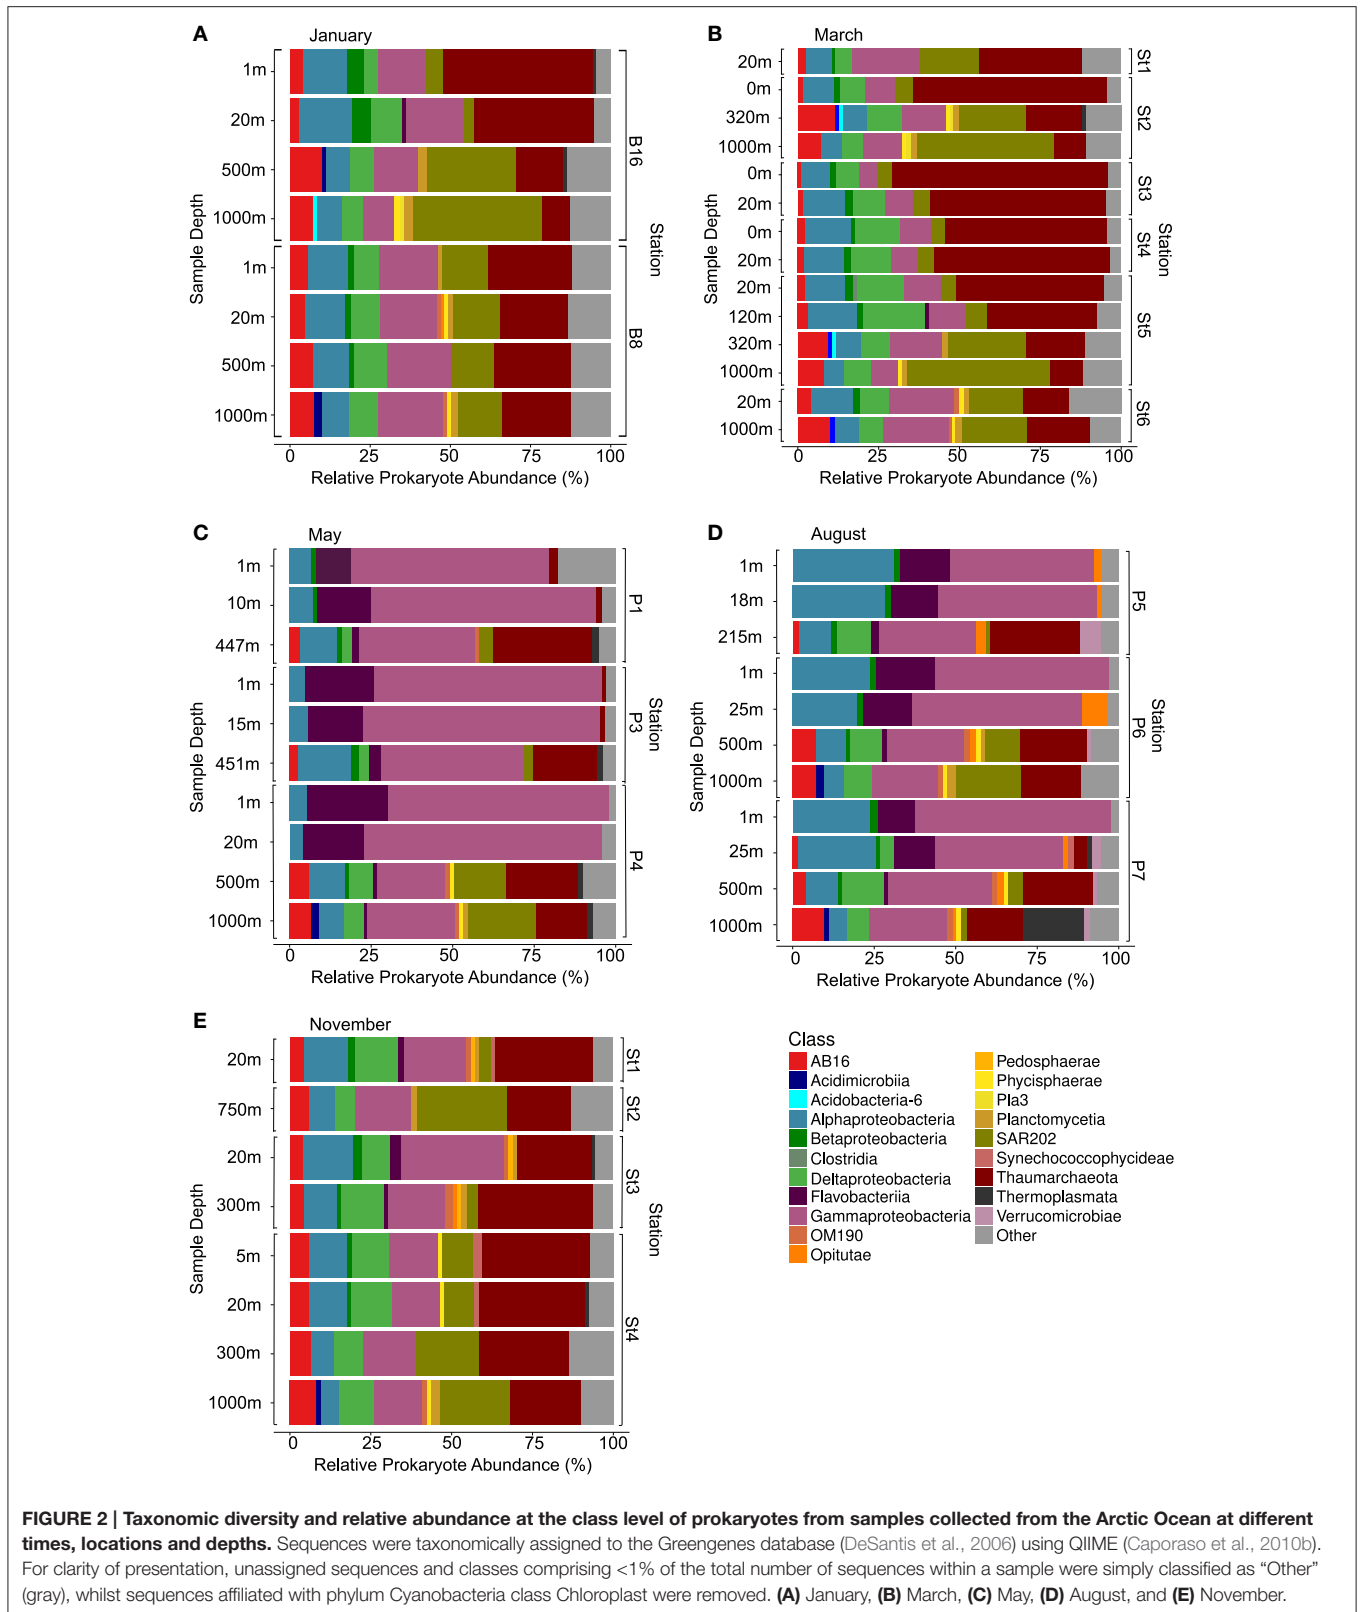 A
January
1m
20m
500m
1000m
1m
20m
500m
1000m
Sample Depth
B16
B8
Station
0 25 50 75 100
Relative Prokaryote Abundance (%)
B
March
20m
0m
320m
1000m
0m
20m
0m
20m
20m
120m
320m
1000m
20m
1000m
Sample Depth
St1
St2
St3
St4
St5
St6
Station
0 25 50 75 100
Relative Prokaryote Abundance (%)
C
May
1m
10m
447m
1m
15m
451m
1m
20m
500m
1000m
Sample Depth
P1
P3
P4
Station
0 25 50 75 100
Relative Prokaryote Abundance (%)
D
August
1m
18m
215m
1m
25m
500m
1000m
1m
25m
500m
1000m
Sample Depth
P5
P6
P7
Station
0 25 50 75 100
Relative Prokaryote Abundance (%)
E
November
20m
750m
20m
300m
5m
20m
300m
1000m
Sample Depth
St1
St2
St3
St4
Station
0 25 50 75 100
Relative Prokaryote Abundance (%)
Class
AB16
Acidimicrobiia
Acidobacteria-6
Alphaproteobacteria
Betaproteobacteria
Clostridia
Deltaproteobacteria
Flavobacteriia
Gammaproteobacteria
OM190
Opitutae
Pedosphaerae
Phycisphaerae
Pla3
Planctomycetia
SAR202
Synechococcophycideae
Thaumarchaeota
Thermoplasmata
Verrucomicrobiae
Other
FIGURE 2 | Taxonomic diversity and relative abundance at the class level of prokaryotes from samples collected from the Arctic Ocean at different
times, locations and depths. Sequences were taxonomically assigned to the Greengenes database (DeSantis et al., 2006) using QIIME (Caporaso et al., 2010b).
For clarity of presentation, unassigned sequences and classes comprising <1% of the total number of sequences within a sample were simply classified as “Other”
(gray), whilst sequences affiliated with phylum Cyanobacteria class Chloroplast were removed. (A) January, (B) March, (C) May, (D) August, and (E) November.